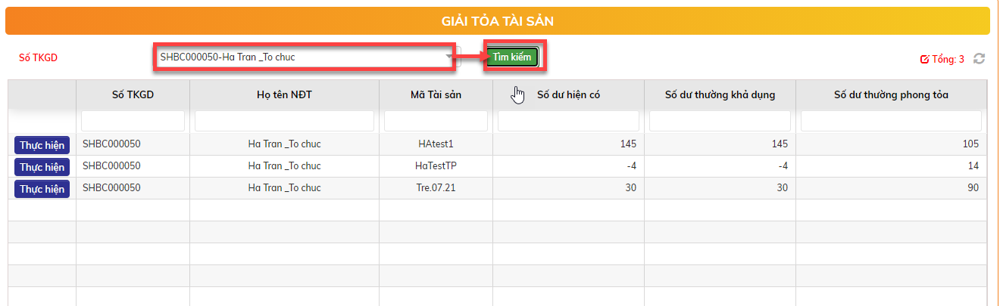 GIẢI TỎA TÀI SẢN
Số TKGD SHBC000050-Ha Tran _To chuc Tìm kiếm Tổng: 3
Số TKGD Họ tên NĐT Mã Tài sản Số dư hiện có Số dư thường khả dụng Số dư thường phong tỏa
Thực hiện SHBC000050 Ha Tran _To chuc HAtest1 145 145 105
Thực hiện SHBC000050 Ha Tran _To chuc HaTestTP -4 -4 14
Thực hiện SHBC000050 Ha Tran _To chuc Tre.07.21 30 30 90